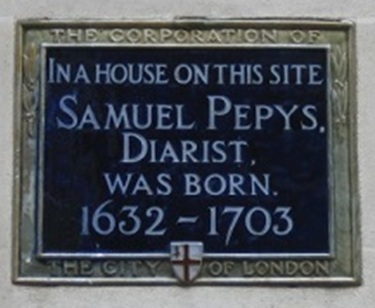 THE CORPORATION OF
IN A HOUSE ON THIS SITE
SAMUEL PEPYS,
DIARIST,
WAS BORN.
1632 – 1703
THE CITY OF LONDON